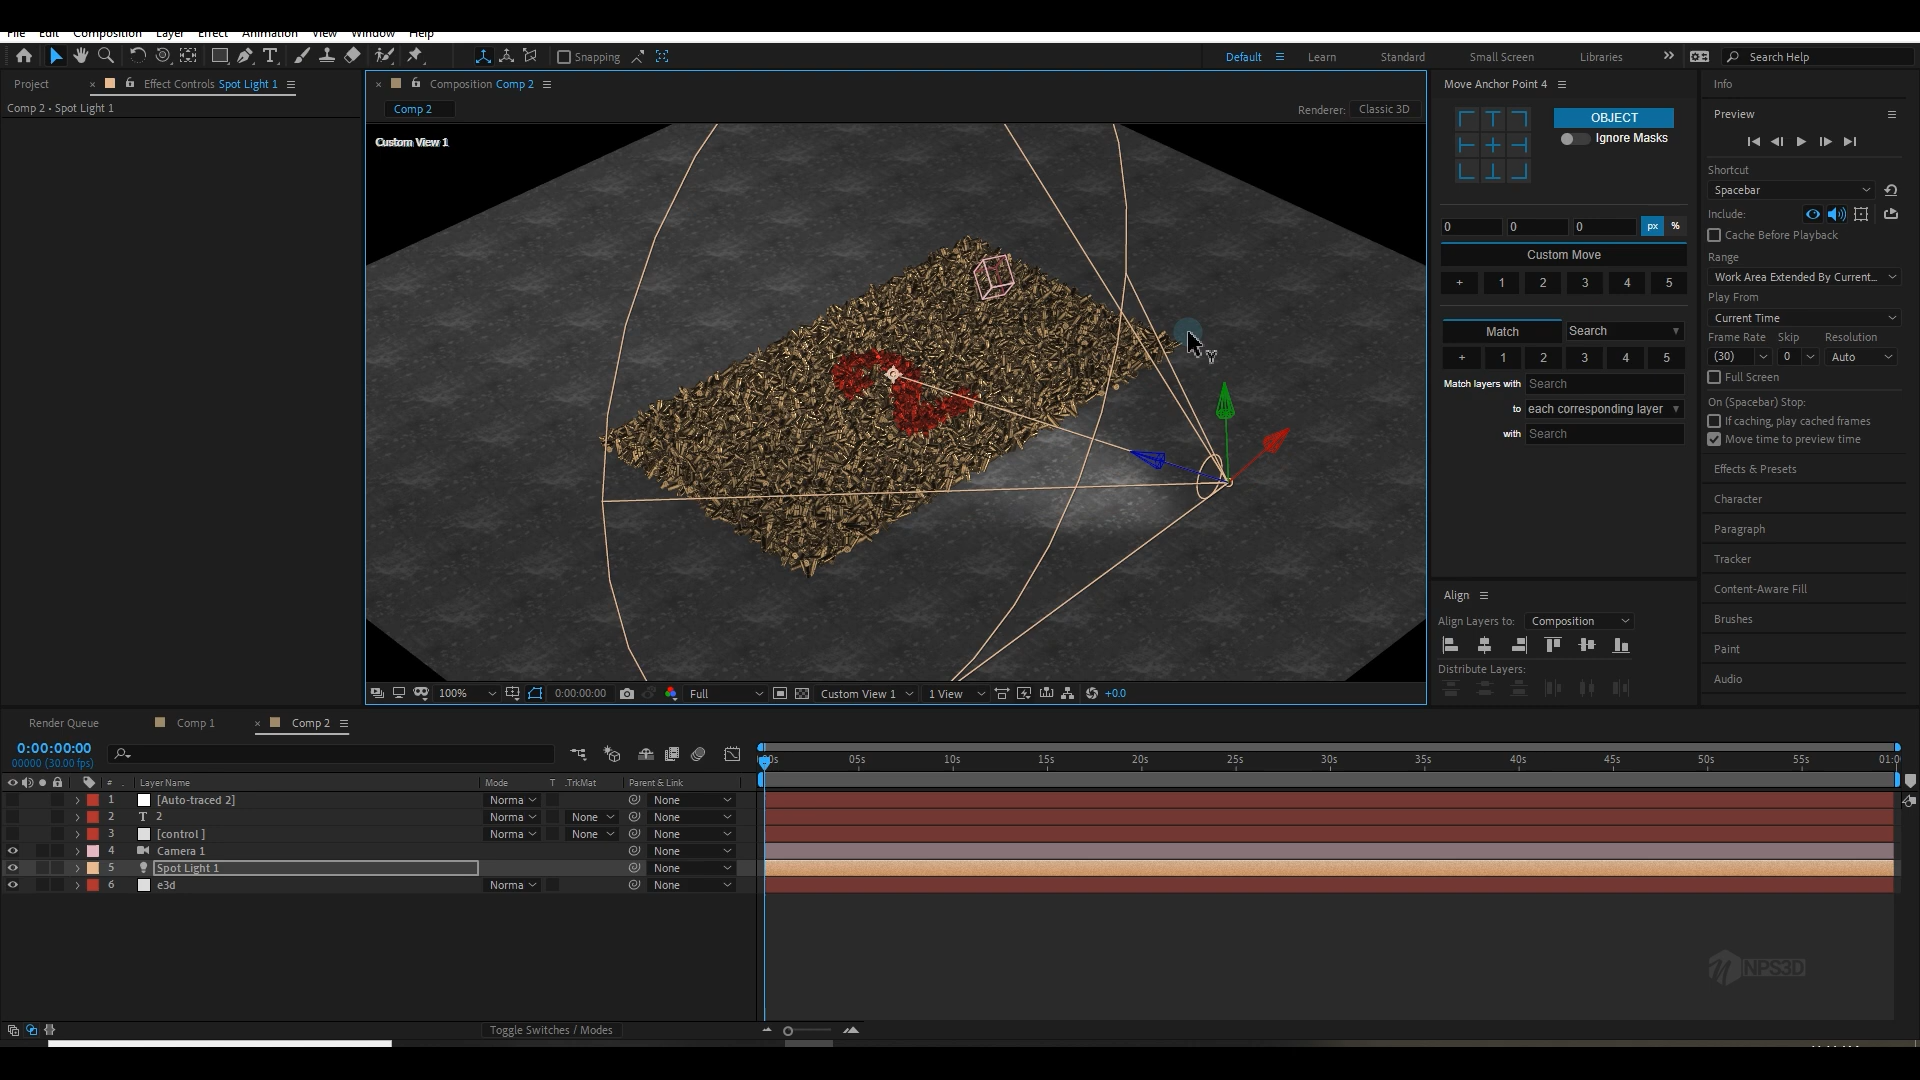 File Edit Composition Layer Effect Animation View Window Help
Snapping
Default Learn Standard Small Screen Libraries Search Help
Project Effect Controls Spot Light 1
Comp 2 • Spot Light 1
Composition Comp 2
Comp 2
Renderer: Classic 3D
Custom View 1
100% 0:00:00:00 Full Custom View 1 1 View +0.0
Move Anchor Point 4
OBJECT
Ignore Masks
0 0 0 px %
Custom Move
+ 1 2 3 4 5
Match Search
+ 1 2 3 4 5
Match layers with Search
to each corresponding layer
with Search
Align
Align Layers to: Composition
Distribute Layers:
Info
Preview
Shortcut
Spacebar
Include:
Cache Before Playback
Range
Work Area Extended By Current...
Play From
Current Time
Frame Rate Skip Resolution
(30) 0 Auto
Full Screen
On (Spacebar) Stop:
If caching, play cached frames
Move time to preview time
Effects & Presets
Character
Paragraph
Tracker
Content-Aware Fill
Brushes
Paint
Audio
Render Queue Comp 1 Comp 2
0:00:00:00
00000 (30.00 fps)
05s 10s 15s 20s 25s 30s 35s 40s 45s 50s 55s 01:0
# Layer Name Mode T .TrkMat Parent & Link
1 [Auto-traced 2] Norma None
2 T 2 Norma None None
3 [control ] Norma None None
4 Camera 1 None
5 Spot Light 1 None
6 e3d Norma None
Toggle Switches / Modes
NPS3D